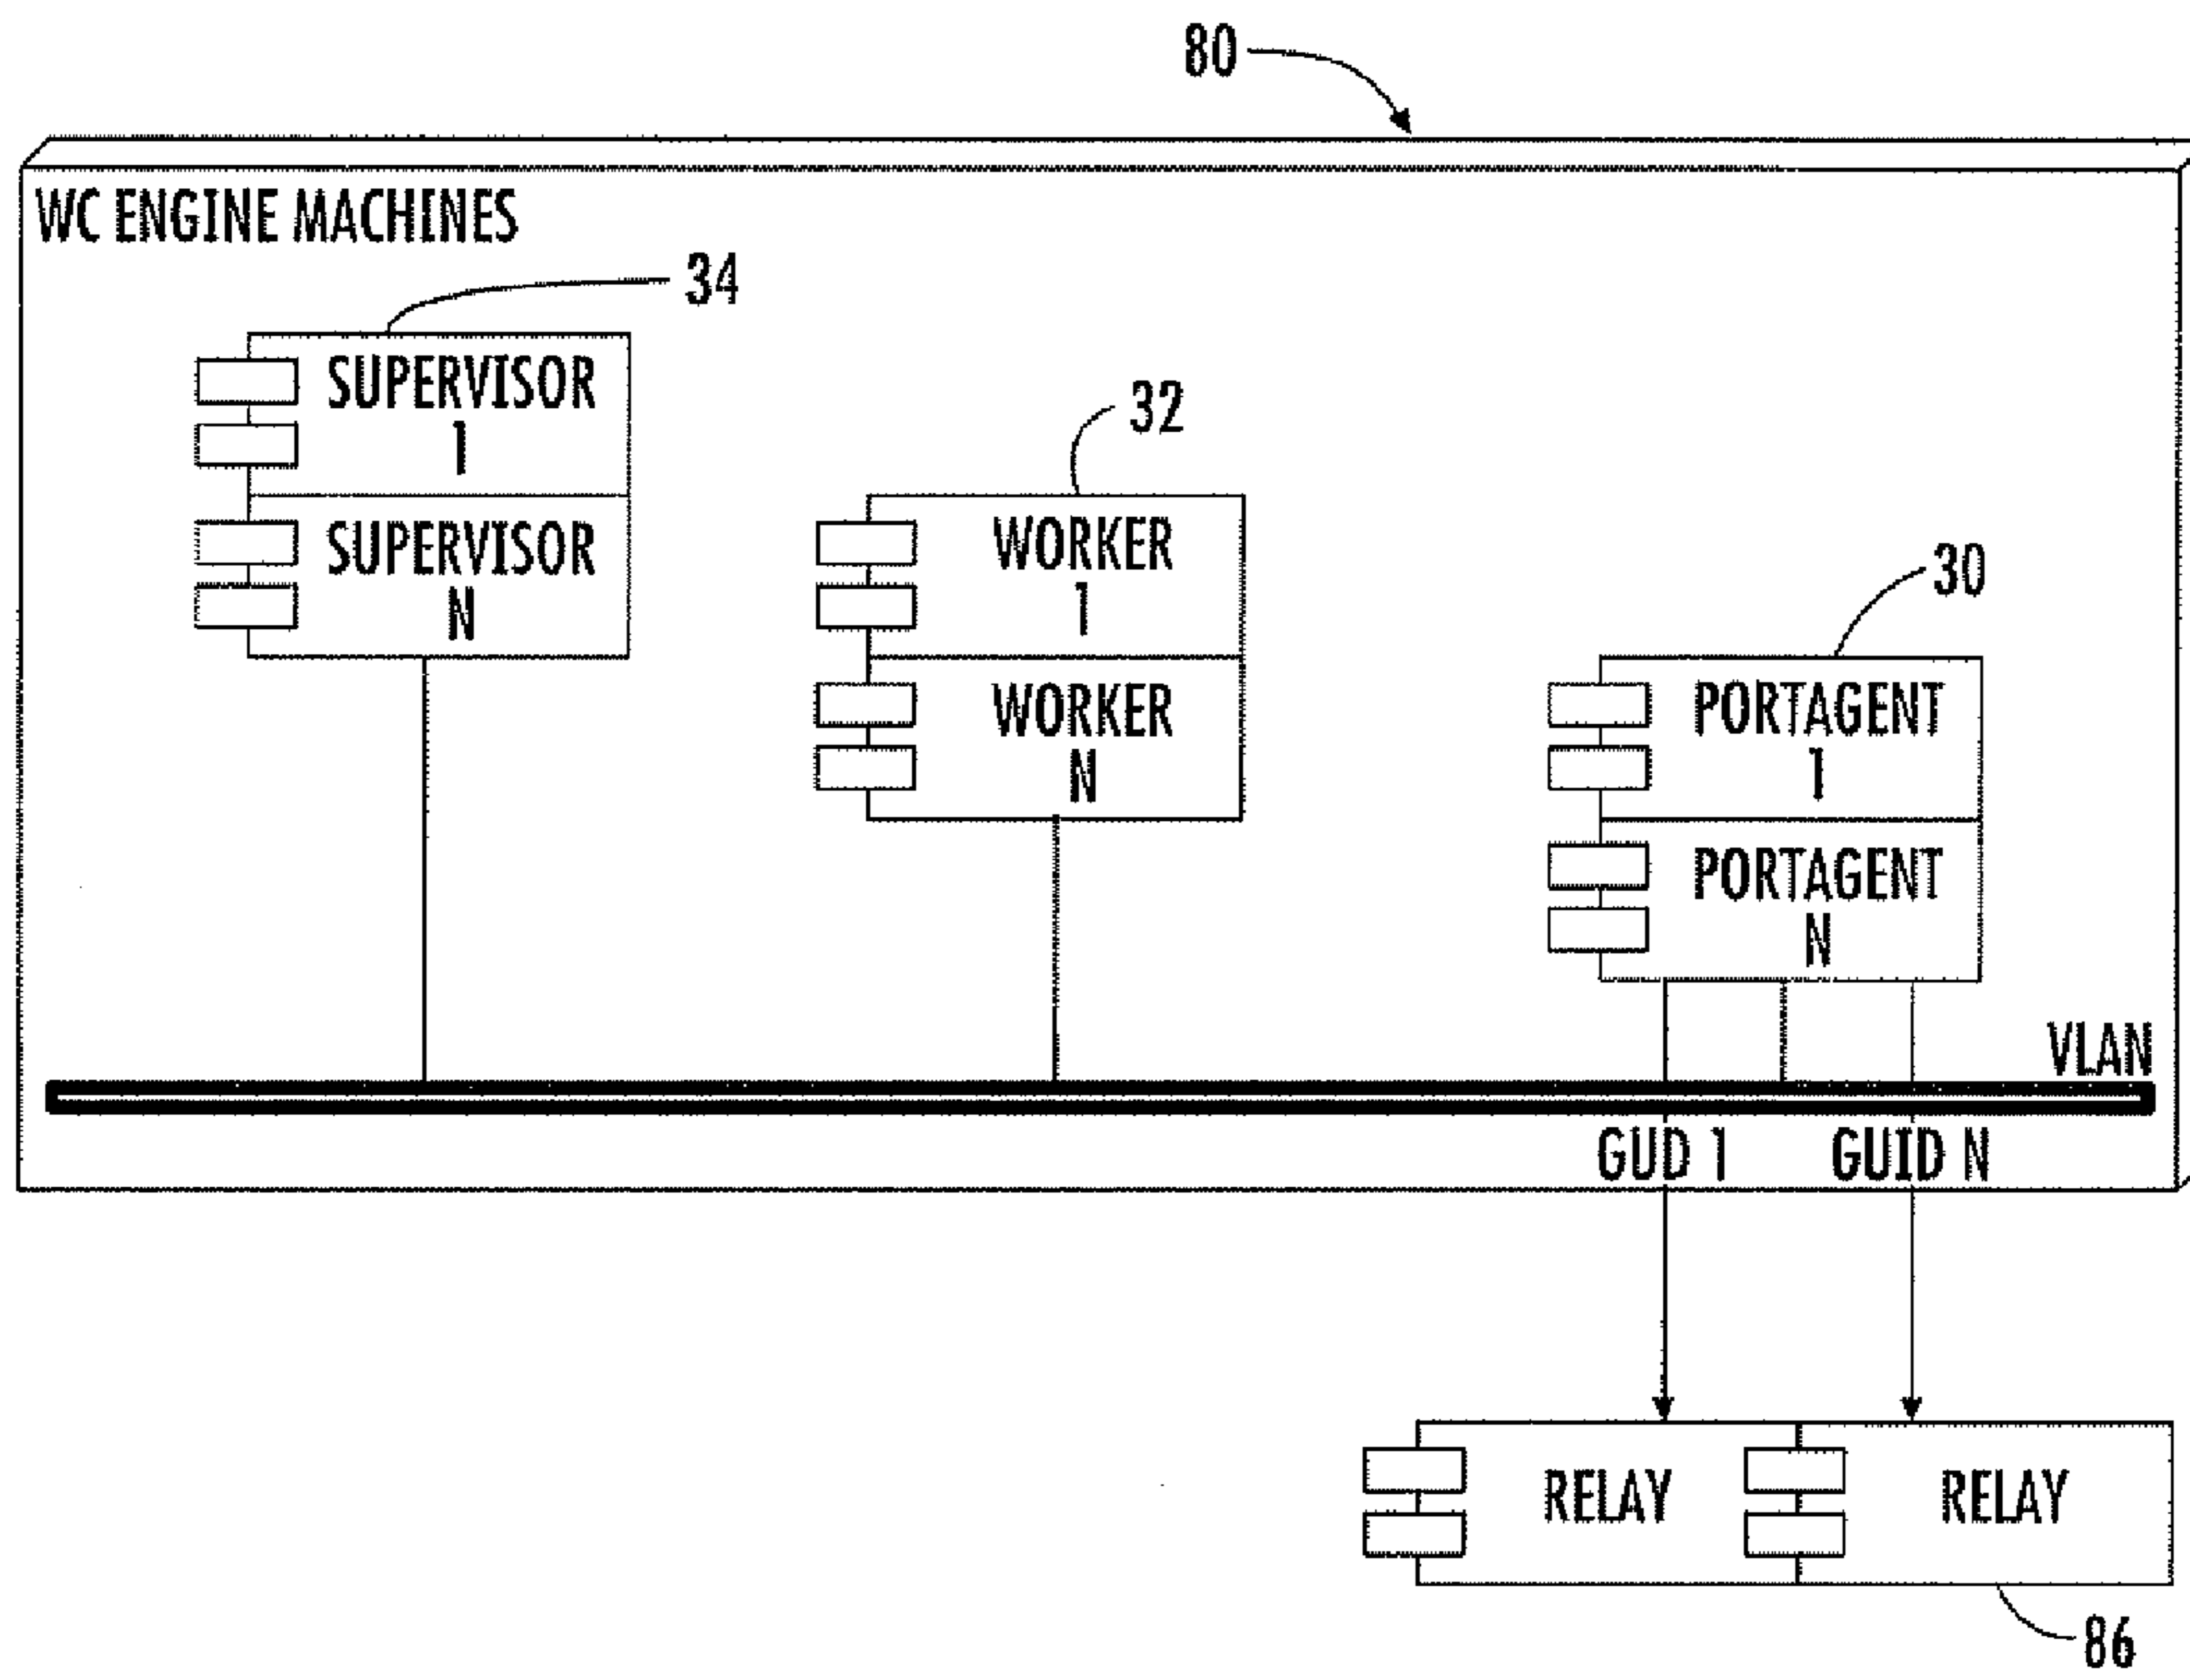 80
WC ENGINE MACHINES
34
SUPERVISOR
1
SUPERVISOR
N
32
WORKER
1
WORKER
N
30
PORTAGENT
1
PORTAGENT
N
VLAN
GUD 1
GUID N
RELAY
RELAY
86